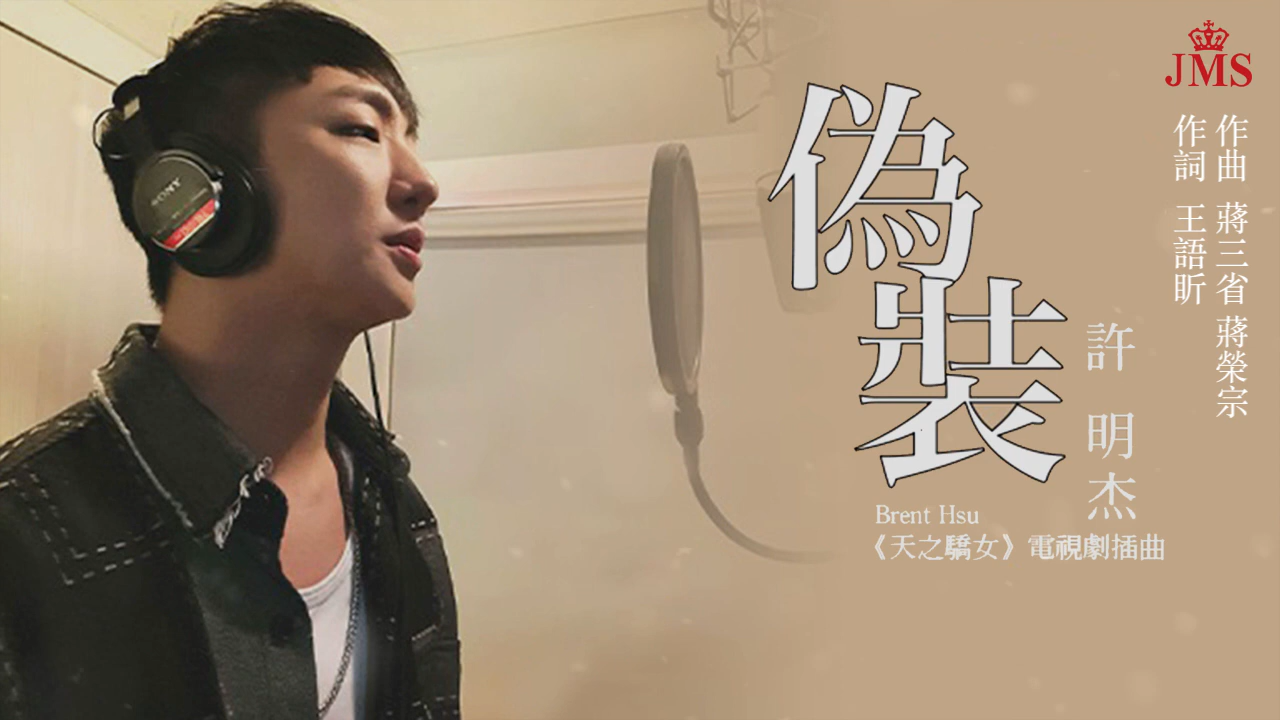 JMS
作曲 蔣三省 蔣榮宗
作詞 王語昕
偽裝
許明杰
Brent Hsu
《天之驕女》電視劇插曲
SONY